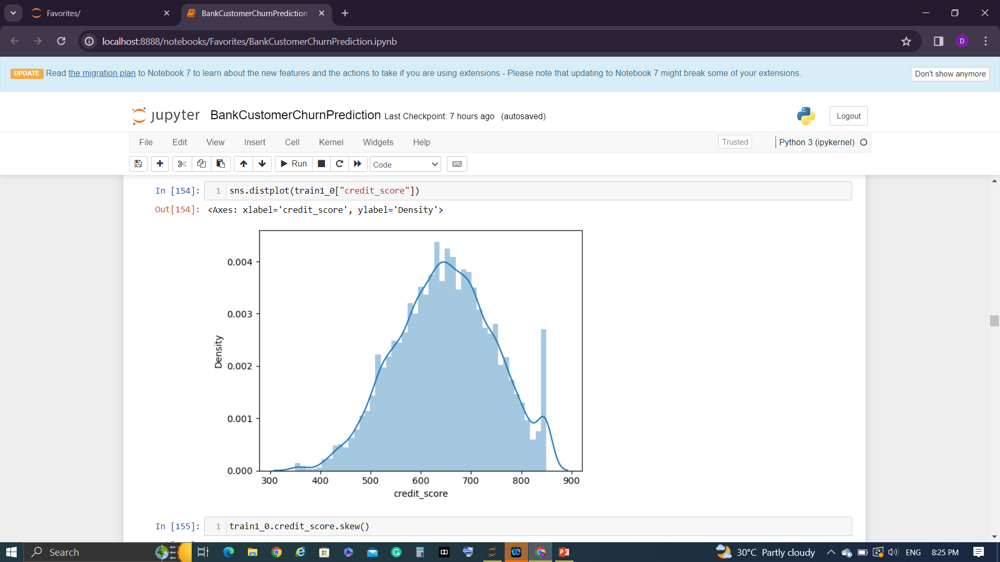 Favorites/
BankCustomerChurnPrediction
localhost:8888/notebooks/Favorites/BankCustomerChurnPrediction.ipynb
D
UPDATE Read the migration plan to Notebook 7 to learn about the new features and the actions to take if you are using extensions - Please note that updating to Notebook 7 might break some of your extensions.
Don't show anymore
jupyter BankCustomerChurnPrediction Last Checkpoint: 7 hours ago (autosaved)
Logout
File Edit View Insert Cell Kernel Widgets Help
Trusted
Python 3 (ipykernel)
Run
Code
In [154]: 1 sns.distplot(train1_0["credit_score"])
Out[154]: <Axes: xlabel='credit_score', ylabel='Density'>
0.004
0.003
0.002
0.001
0.000
Density
300 400 500 600 700 800 900
credit_score
In [155]: 1 train1_0.credit_score.skew()
Search
30°C Partly cloudy
ENG
8:25 PM